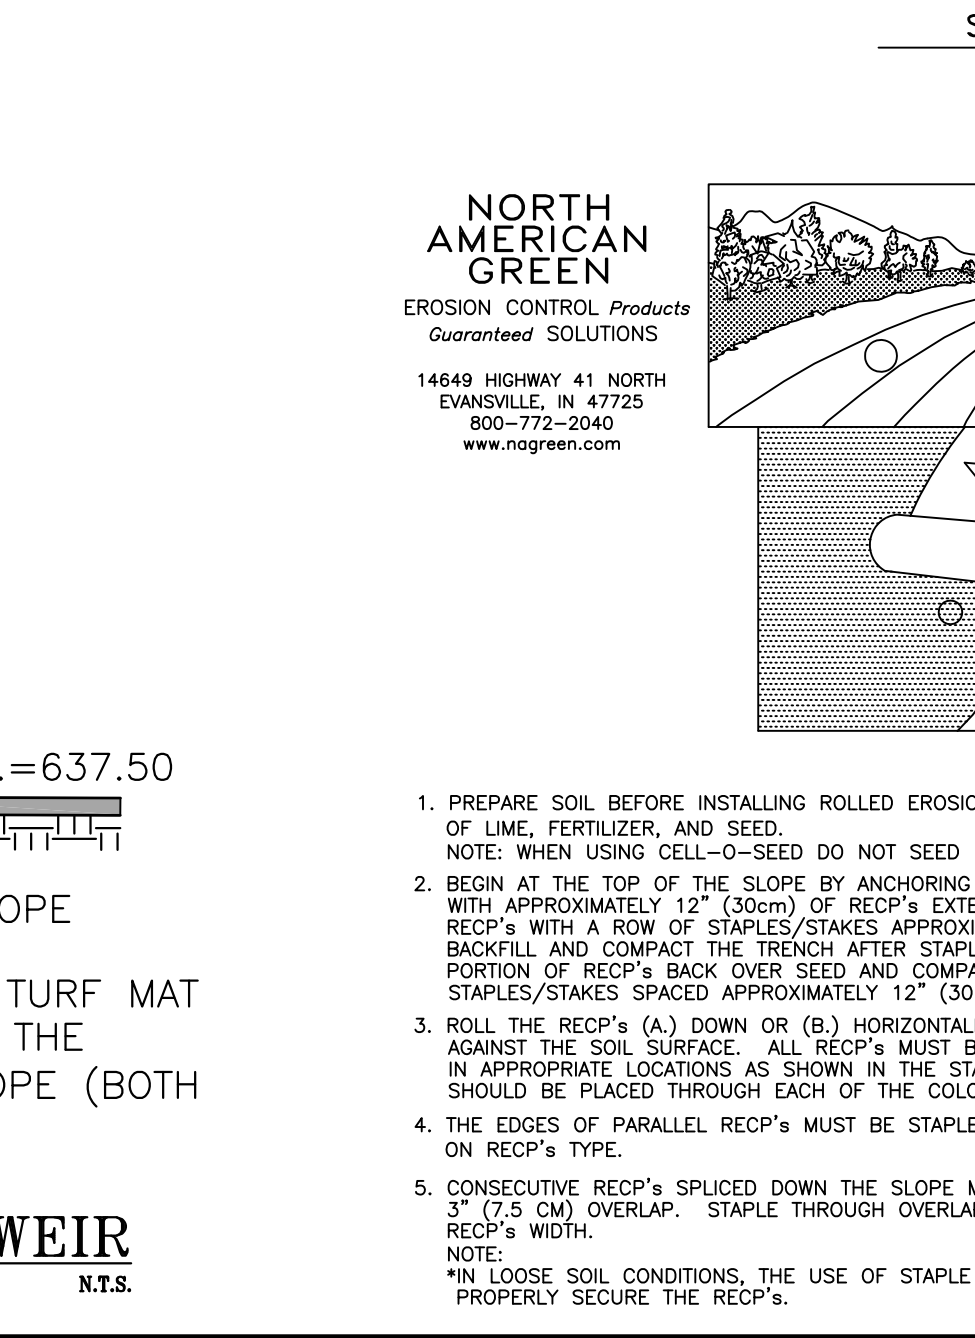 S
NORTH
AMERICAN
GREEN
EROSION CONTROL Products
Guaranteed SOLUTIONS
14649 HIGHWAY 41 NORTH
EVANSVILLE, IN 47725
800-772-2040
www.nagreen.com
.=637.50
OPE
TURF MAT
THE
OPE (BOTH
WEIR
N.T.S.
1. PREPARE SOIL BEFORE INSTALLING ROLLED EROSIO
OF LIME, FERTILIZER, AND SEED.
NOTE: WHEN USING CELL-O-SEED DO NOT SEED
2. BEGIN AT THE TOP OF THE SLOPE BY ANCHORING
WITH APPROXIMATELY 12" (30cm) OF RECP's EXTE
RECP's WITH A ROW OF STAPLES/STAKES APPROXI
BACKFILL AND COMPACT THE TRENCH AFTER STAPL
PORTION OF RECP's BACK OVER SEED AND COMPA
STAPLES/STAKES SPACED APPROXIMATELY 12" (30
3. ROLL THE RECP's (A.) DOWN OR (B.) HORIZONTAL
AGAINST THE SOIL SURFACE. ALL RECP's MUST B
IN APPROPRIATE LOCATIONS AS SHOWN IN THE STA
SHOULD BE PLACED THROUGH EACH OF THE COLO
4. THE EDGES OF PARALLEL RECP's MUST BE STAPLE
ON RECP's TYPE.
5. CONSECUTIVE RECP's SPLICED DOWN THE SLOPE M
3" (7.5 CM) OVERLAP. STAPLE THROUGH OVERLAP
RECP's WIDTH.
NOTE:
*IN LOOSE SOIL CONDITIONS, THE USE OF STAPLE
PROPERLY SECURE THE RECP's.